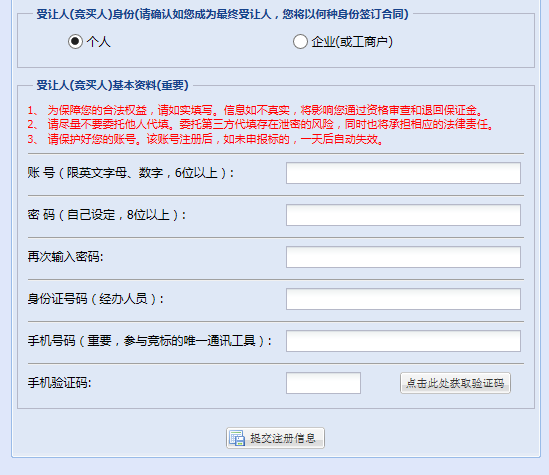 受让人(竞买人)身份(请确认如您成为最终受让人，您将以何种身份签订合同)
个人 企业(或工商户)
受让人(竞买人)基本资料(重要)
1、 为保障您的合法权益，请如实填写。信息如不真实，将影响您通过资格审查和退回保证金。
2、 请尽量不要委托他人代填。委托第三方代填存在泄密的风险，同时也将承担相应的法律责任。
3、 请保护好您的账号。该账号注册后，如未申报标的，一天后自动失效。
账 号（限英文字母、数字，6位以上）:
密 码（自己设定，8位以上）:
再次输入密码:
身份证号码（经办人员）:
手机号码（重要，参与竞标的唯一通讯工具）:
手机验证码: 点击此处获取验证码
提交注册信息